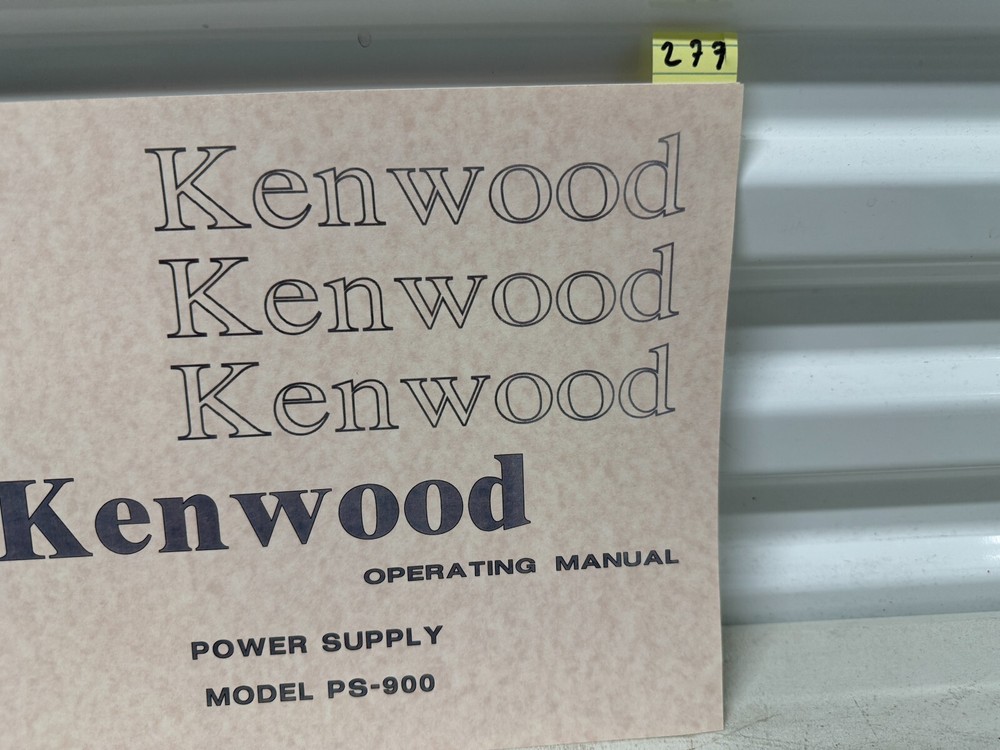 277
Kenwood
Kenwood
Kenwood
Kenwood
OPERATING MANUAL
POWER SUPPLY
MODEL PS-900